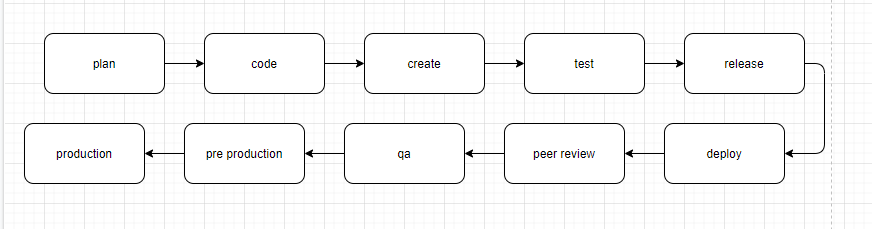 plan
code
create
test
release
deploy
peer review
qa
pre production
production